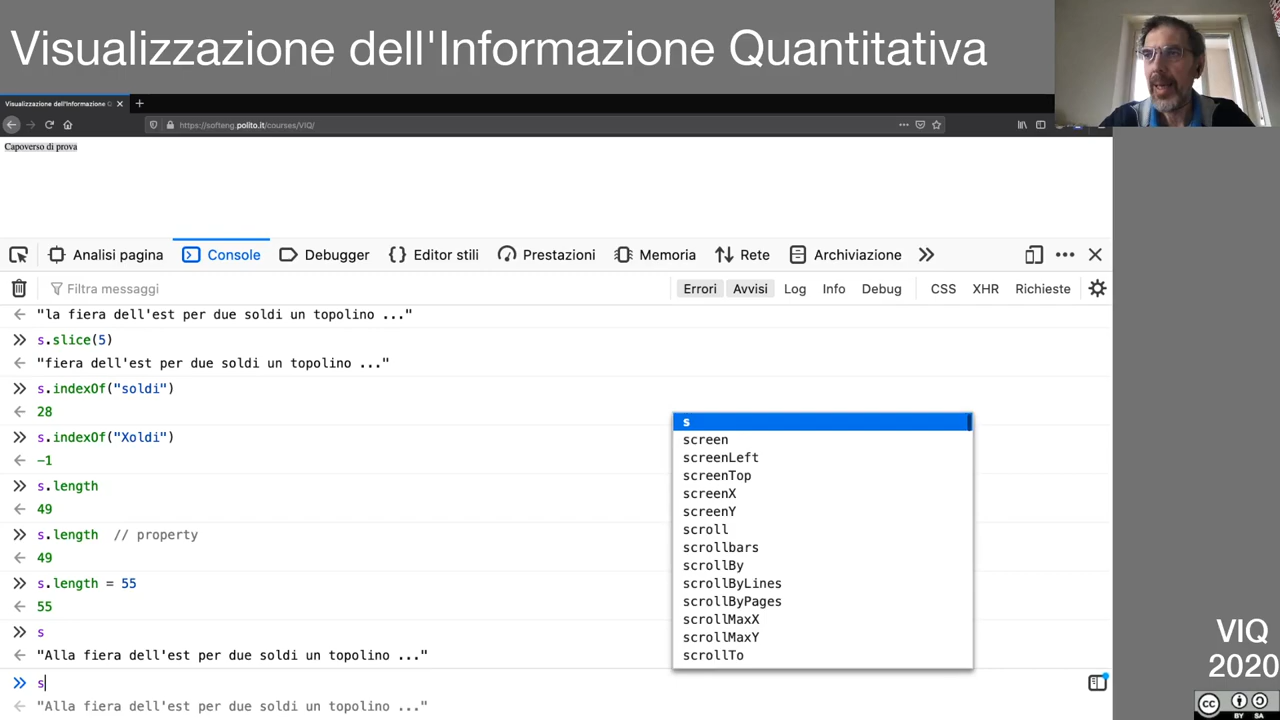 Visualizzazione dell'Informazione Quantitativa
Visualizzazione dell'Informazione Q
https://softeng.polito.it/courses/VIQ/
Capoverso di prova
Analisi pagina
Console
Debugger
Editor stili
Prestazioni
Memoria
Rete
Archiviazione
Filtra messaggi
Errori
Avvisi
Log
Info
Debug
CSS
XHR
Richieste
"la fiera dell'est per due soldi un topolino ..."
s.slice(5)
"fiera dell'est per due soldi un topolino ..."
s.indexOf("soldi")
28
s.indexOf("Xoldi")
-1
s.length
49
s.length // property
49
s.length = 55
55
s
"Alla fiera dell'est per due soldi un topolino ..."
s
"Alla fiera dell'est per due soldi un topolino ..."
s
screen
screenLeft
screenTop
screenX
screenY
scroll
scrollbars
scrollBy
scrollByLines
scrollByPages
scrollMaxX
scrollMaxY
scrollTo
VIQ
2020
cc
BY SA